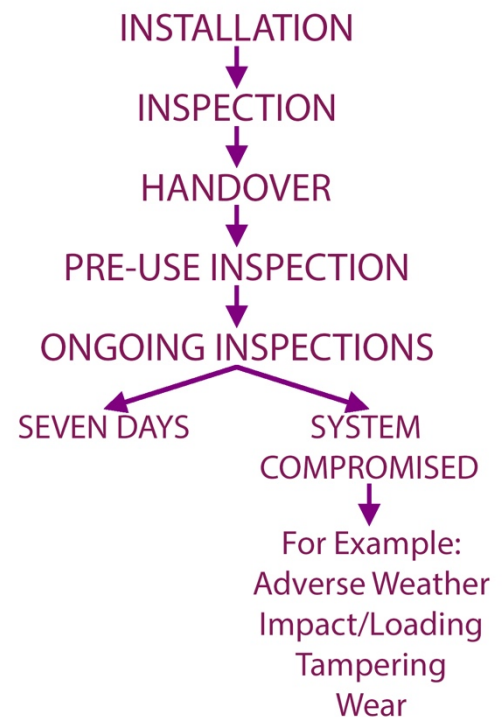 INSTALLATION
INSPECTION
HANDOVER
PRE-USE INSPECTION
ONGOING INSPECTIONS
SEVEN DAYS
SYSTEM
COMPROMISED
For Example:
Adverse Weather
Impact/Loading
Tampering
Wear